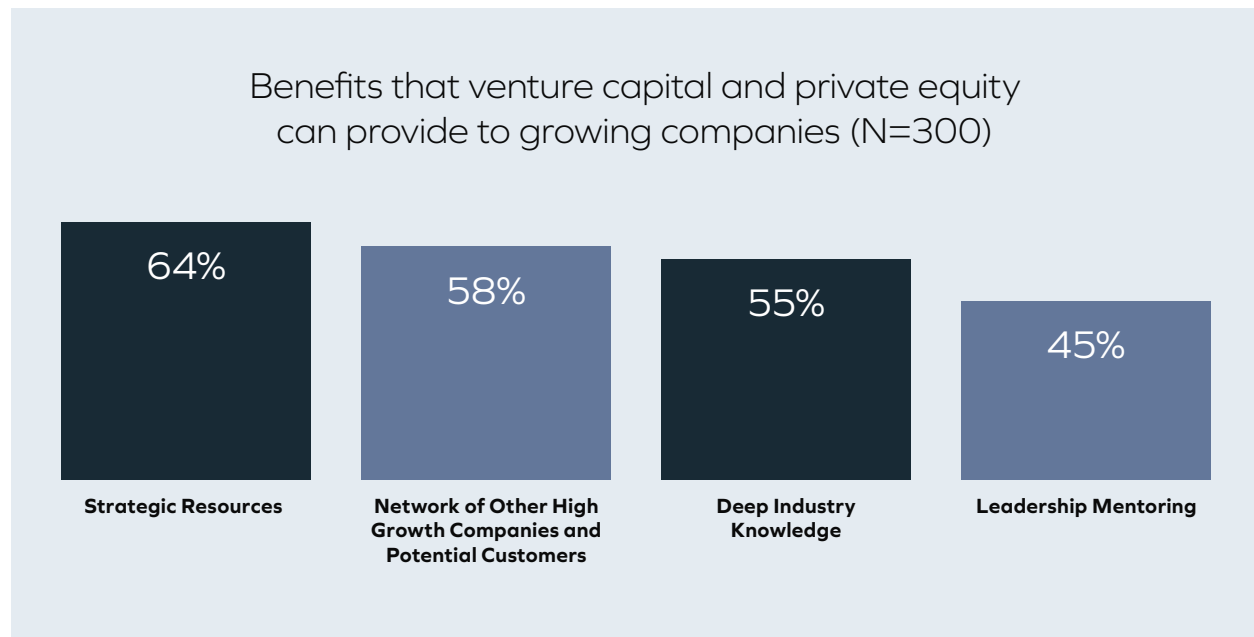 Benefits that venture capital and private equity
can provide to growing companies (N=300)
64%
58%
55%
45%
Strategic Resources
Network of Other High
Growth Companies and
Potential Customers
Deep Industry
Knowledge
Leadership Mentoring